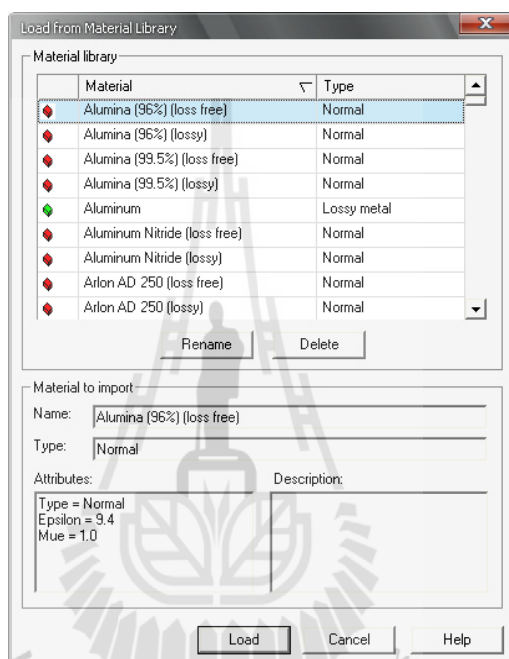 Load from Material Library
Material library
Material Type
Alumina (96%) (loss free) Normal
Alumina (96%) (lossy) Normal
Alumina (99.5%) (loss free) Normal
Alumina (99.5%) (lossy) Normal
Aluminum Lossy metal
Aluminum Nitride (loss free) Normal
Aluminum Nitride (lossy) Normal
Arlon AD 250 (loss free) Normal
Arlon AD 250 (lossy) Normal
Rename Delete
Material to import
Name: Alumina (96%) (loss free)
Type: Normal
Attributes: Description:
Type = Normal
Epsilon = 9.4
Mue = 1.0
Load Cancel Help